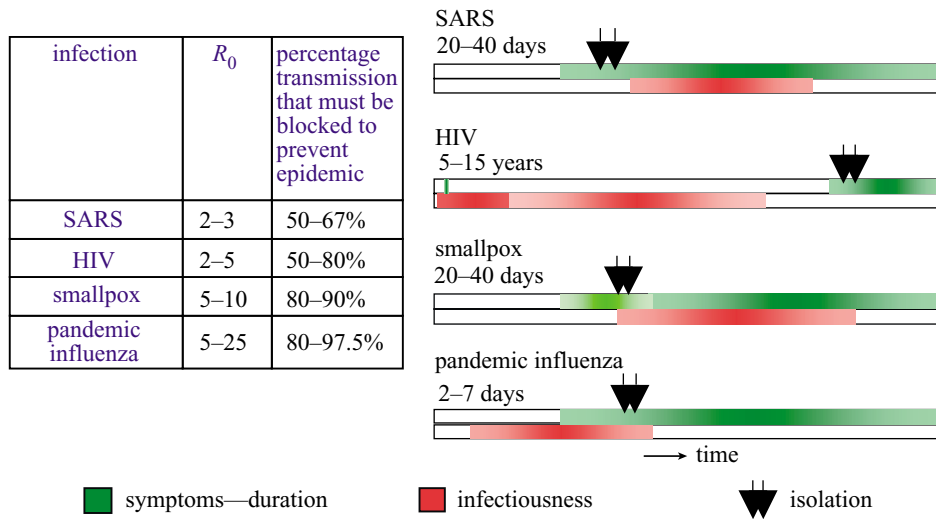 infection
R0
percentage
transmission
that must be
blocked to
prevent
epidemic
SARS
2–3
50–67%
HIV
2–5
50–80%
smallpox
5–10
80–90%
pandemic
influenza
5–25
80–97.5%
SARS
20–40 days
HIV
5–15 years
smallpox
20–40 days
pandemic influenza
2–7 days
time
symptoms—duration
infectiousness
isolation